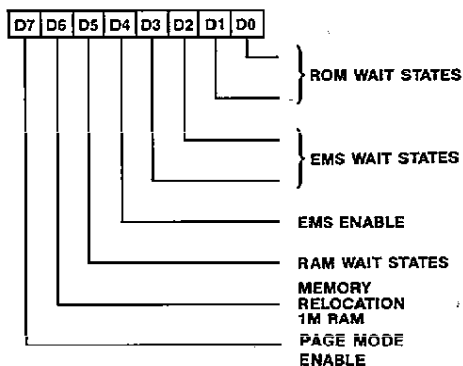 D7 D6 D5 D4 D3 D2 D1 D0
ROM WAIT STATES
EMS WAIT STATES
EMS ENABLE
RAM WAIT STATES
MEMORY
RELOCATION
1M RAM
PAGE MODE
ENABLE